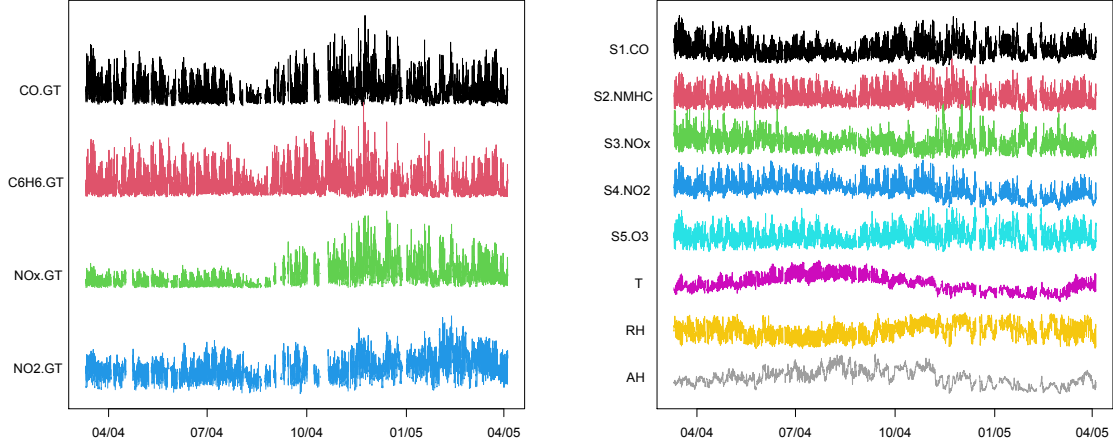 CO.GT
C6H6.GT
NOx.GT
NO2.GT
04/04 07/04 10/04 01/05 04/05
S1.CO
S2.NMHC
S3.NOx
S4.NO2
S5.O3
T
RH
AH
04/04 07/04 10/04 01/05 04/05